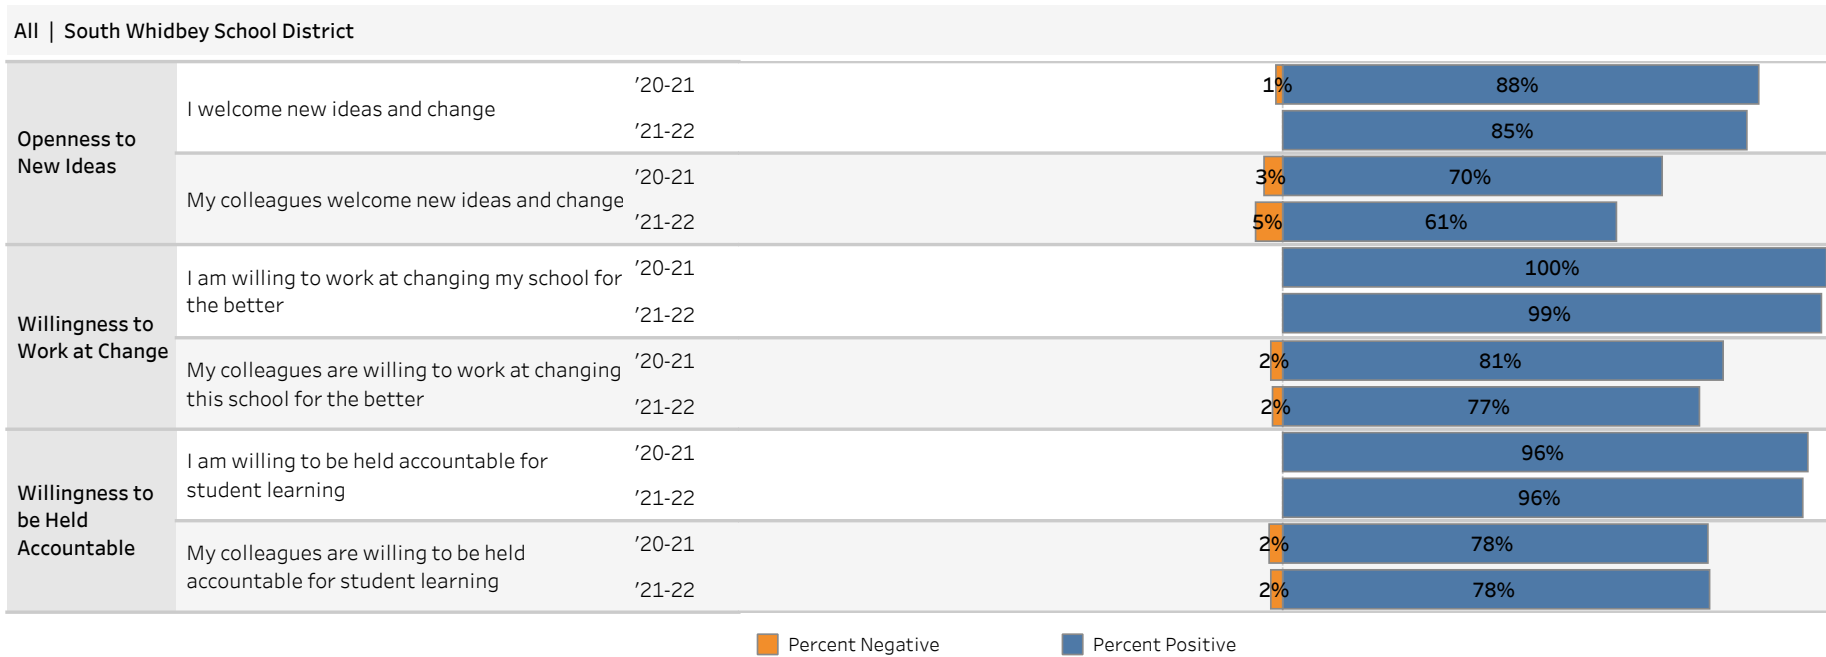 All | South Whidbey School District
Openness to
New Ideas
I welcome new ideas and change
'20-21
1%
88%
'21-22
85%
My colleagues welcome new ideas and change
'20-21
3%
70%
'21-22
5%
61%
Willingness to
Work at Change
I am willing to work at changing my school for
the better
'20-21
100%
'21-22
99%
My colleagues are willing to work at changing
this school for the better
'20-21
2%
81%
'21-22
2%
77%
Willingness to
be Held
Accountable
I am willing to be held accountable for
student learning
'20-21
96%
'21-22
96%
My colleagues are willing to be held
accountable for student learning
'20-21
2%
78%
'21-22
2%
78%
Percent Negative
Percent Positive